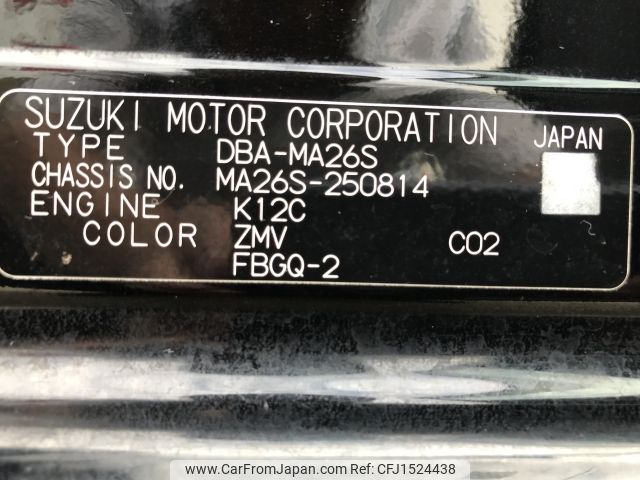 SUZUKI MOTOR CORPORATION JAPAN
TYPE DBA-MA26S
CHASSIS NO. MA26S-250814
ENGINE K12C
COLOR ZMV C02
FBGQ-2
www.CarFromJapan.com | Ref ID: CFJ1524438